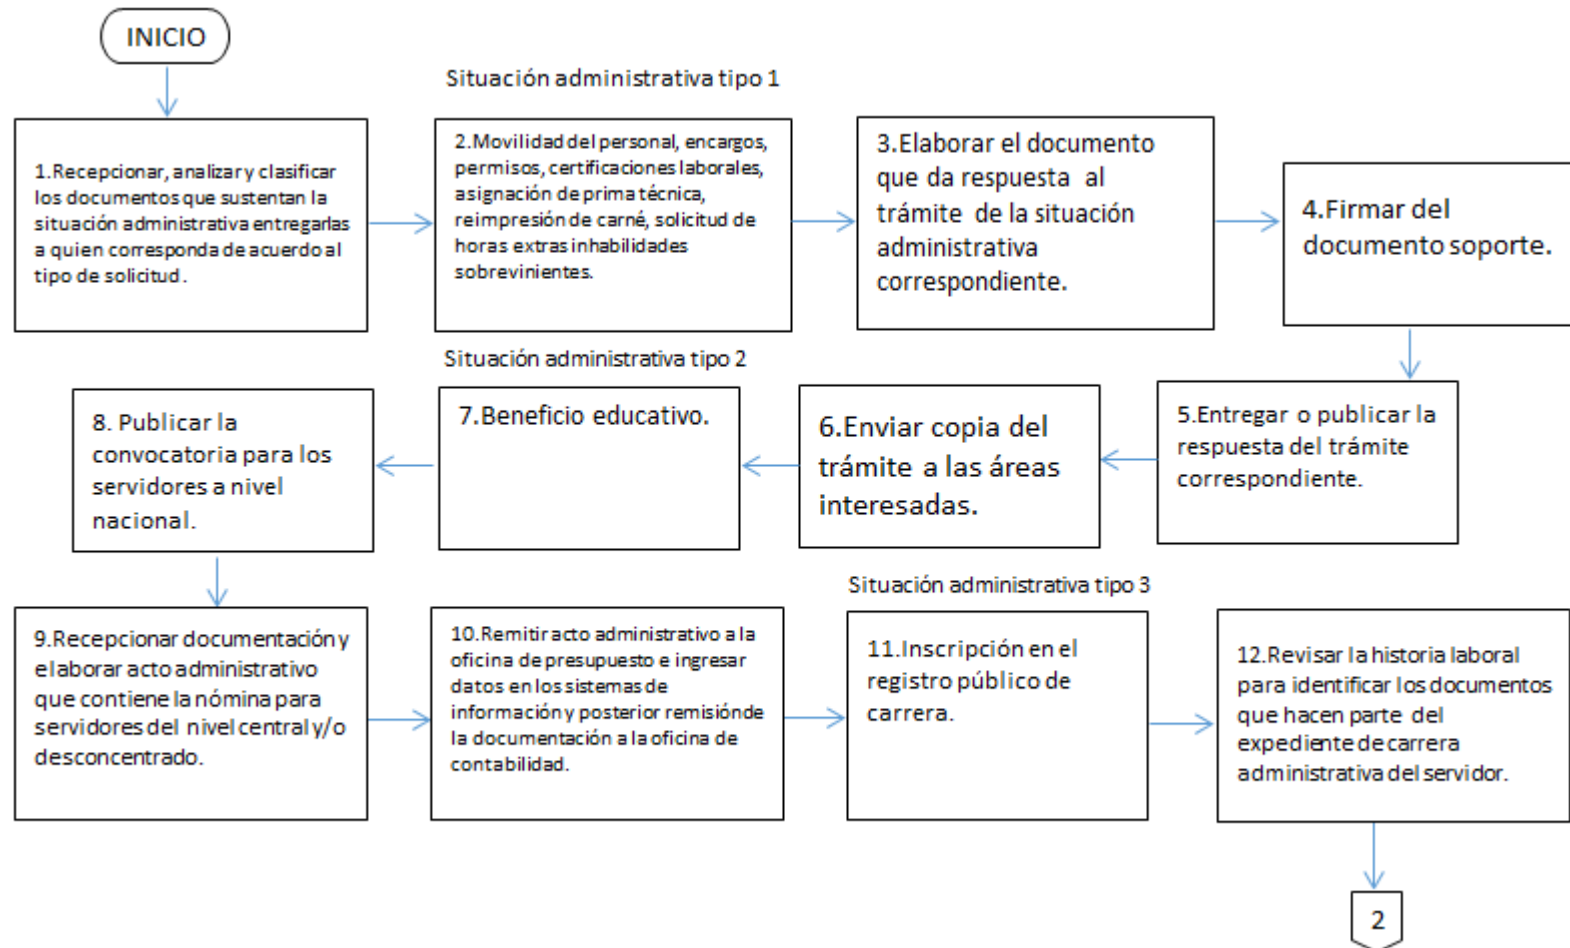 INICIO
Situación administrativa tipo 1
1.Recepcionar, analizar y clasificar
los documentos que sustentan la
situación administrativa entregarlas
a quien corresponda de acuerdo al
tipo de solicitud.
2.Movilidad del personal, encargos,
permisos, certificaciones laborales,
asignación de prima técnica,
reimpresión de carné, solicitud de
horas extras inhabilidades
sobrevinientes.
3.Elaborar el documento
que da respuesta al
trámite de la situación
administrativa
correspondiente.
4.Firmar del
documento soporte.
Situación administrativa tipo 2
8. Publicar la
convocatoria para los
servidores a nivel
nacional.
7.Beneficio educativo.
6.Enviar copia del
trámite a las áreas
interesadas.
5.Entregar o publicar la
respuesta del trámite
correspondiente.
Situación administrativa tipo 3
9.Recepcionar documentación y
elaborar acto administrativo
que contiene la nómina para
servidores del nivel central y/o
desconcentrado.
10.Remitir acto administrativo a la
oficina de presupuesto e ingresar
datos en los sistemas de
información y posterior remisiónde
la documentación a la oficina de
contabilidad.
11.Inscripción en el
registro público de
carrera.
12.Revisar la historia laboral
para identificar los documentos
que hacen parte del
expediente de carrera
administrativa del servidor.
2